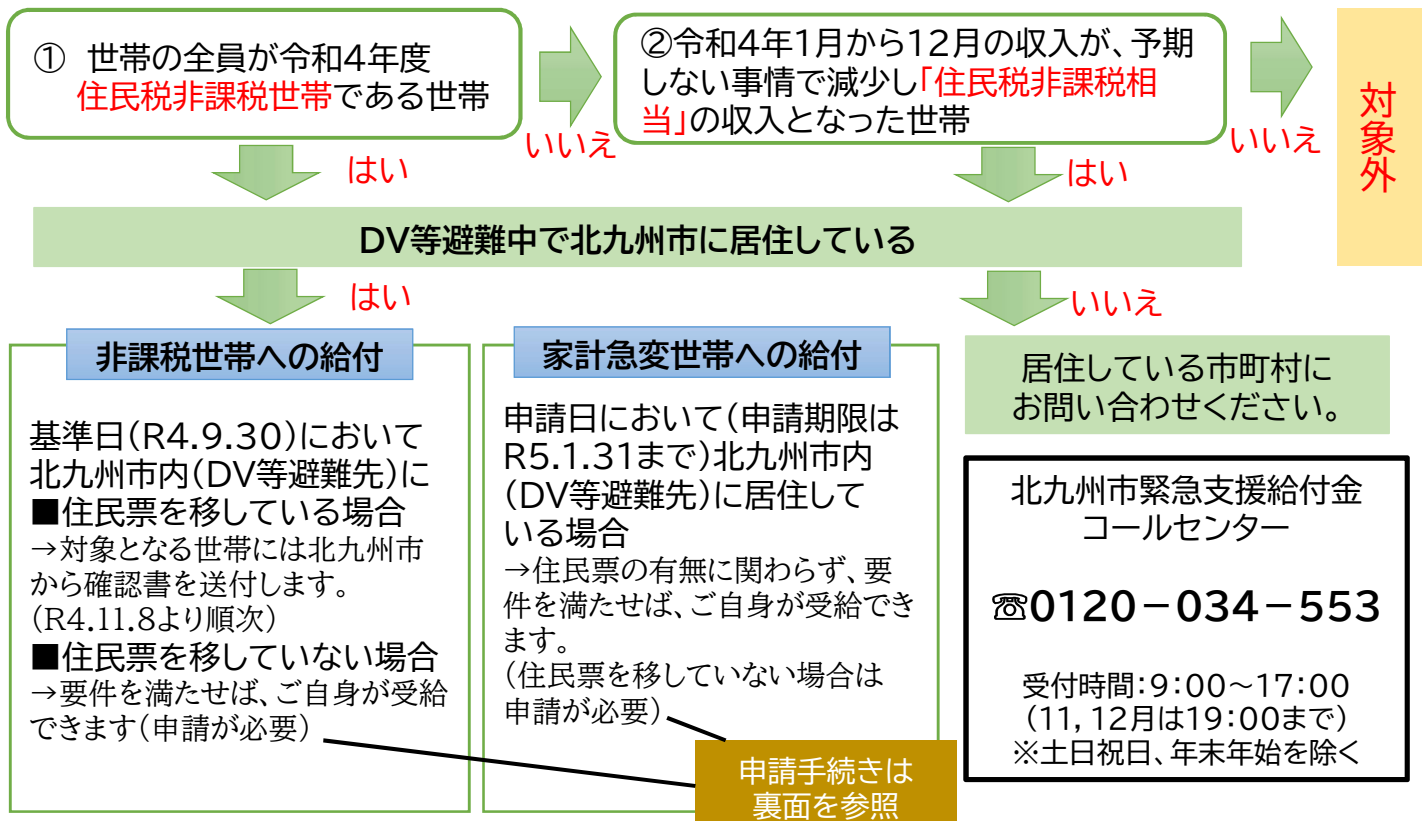 ① 世帯の全員が令和4年度
住民税非課税世帯である世帯
いいえ
②令和4年1月から12月の収入が、予期
しない事情で減少し「住民税非課税相
当」の収入となった世帯
いいえ
対象外
はい
はい
DV等避難中で北九州市に居住している
はい
いいえ
非課税世帯への給付
基準日(R4.9.30)において
北九州市内(DV等避難先)に
■住民票を移している場合
→対象となる世帯には北九州市
から確認書を送付します。
(R4.11.8より順次)
■住民票を移していない場合
→要件を満たせば、ご自身が受給
できます(申請が必要)
家計急変世帯への給付
申請日において(申請期限は
R5.1.31まで)北九州市内
(DV等避難先)に居住して
いる場合
→住民票の有無に関わらず、要
件を満たせば、ご自身が受給でき
ます。
(住民票を移していない場合は
申請が必要)
申請手続きは
裏面を参照
居住している市町村に
お問い合わせください。
北九州市緊急支援給付金
コールセンター
☎0120-034-553
受付時間:9:00~17:00
(11,12月は19:00まで)
※土日祝日、年末年始を除く